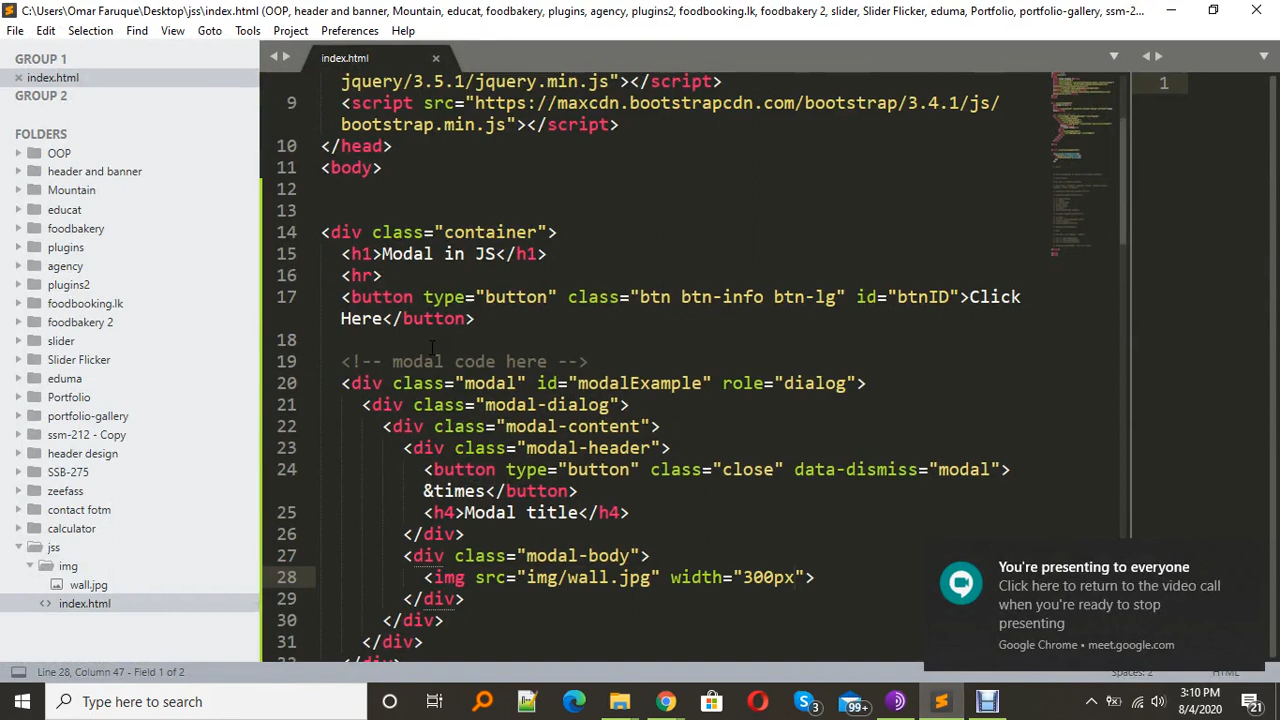 C:\Users\Omar Faruque\Desktop\jss\index.html (OOP, header and banner, Mountain, educat, foodbakery, plugins, agency, plugins2, foodbooking.lk, foodbakery 2, slider, Slider Flicker, eduma, Portfolio, portfolio-gallery, ssm-2...
File Edit Selection Find View Goto Tools Project Preferences Help
GROUP 1
index.html
GROUP 2
FOLDERS
OOP
header and banner
Mountain
educat
foodbakery
plugins
agency
plugins2
foodbooking.lk
foodbakery 2
slider
Slider Flicker
eduma
Portfolio
portfolio-gallery
ssm-212 - Copy
header design
SSB-275
zeefass
contact fotm
calculator
jss
img
wall.jpg
index.html
index.html
jquery/3.5.1/jquery.min.js"></script>
9 <script src="https://maxcdn.bootstrapcdn.com/bootstrap/3.4.1/js/
bootstrap.min.js"></script>
10 </head>
11 <body>
12
13
14 <div class="container">
15 <h1>Modal in JS</h1>
16 <hr>
17 <button type="button" class="btn btn-info btn-lg" id="btnID">Click
Here</button>
18
19 <!-- modal code here -->
20 <div class="modal" id="modalExample" role="dialog">
21 <div class="modal-dialog">
22 <div class="modal-content">
23 <div class="modal-header">
24 <button type="button" class="close" data-dismiss="modal">
&times</button>
25 <h4>Modal title</h4>
26 </div>
27 <div class="modal-body">
28 <img src="img/wall.jpg" width="300px">
29 </div>
30 </div>
31 </div>
1
You're presenting to everyone
Click here to return to the video call
when you're ready to stop
presenting
Google Chrome • meet.google.com
Line 28, Column 47 - Field 1 of 2
Type here to search
3
99+
3:10 PM
8/4/2020
21